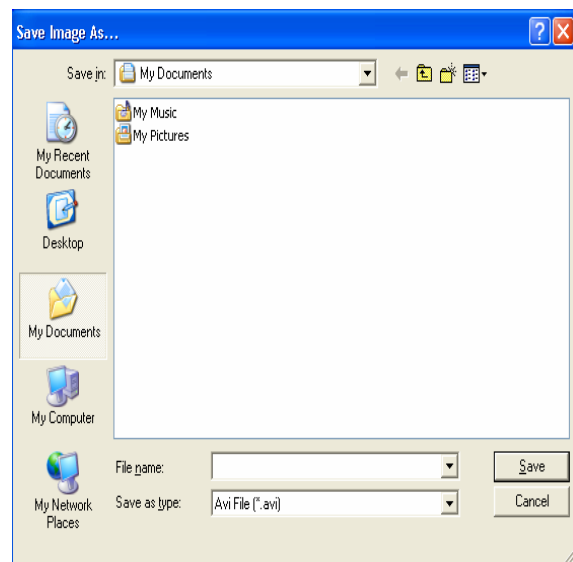 Save Image As...
Save in: My Documents
My Music
My Pictures
My Recent
Documents
Desktop
My Documents
My Computer
My Network
Places
File name:
Save
Save as type: Avi File (*.avi)
Cancel